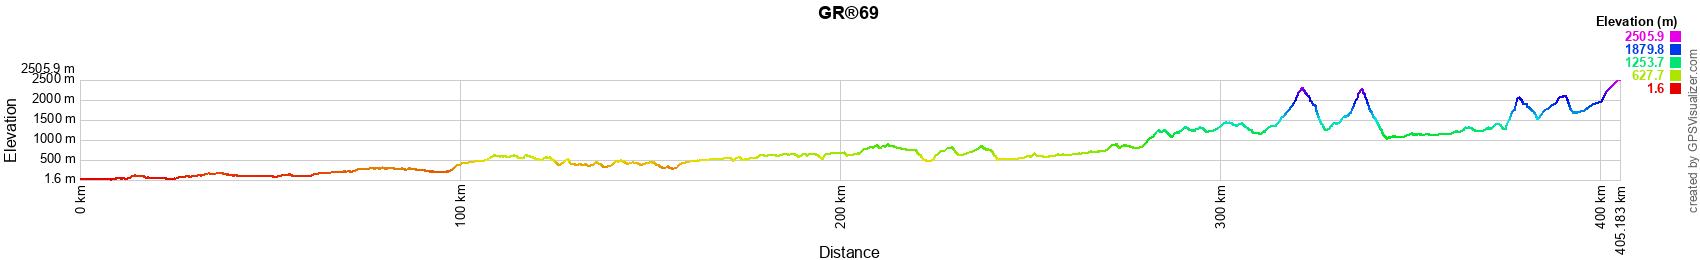 GR®69
Elevation (m)
2505.9
1879.8
1253.7
627.7
1.6
2505.9 m
2500 m
2000 m
1500 m
1000 m
500 m
1.6 m
Elevation
0 km
100 km
200 km
300 km
400 km
405.183 km
Distance
created by GPSVisualizer.com